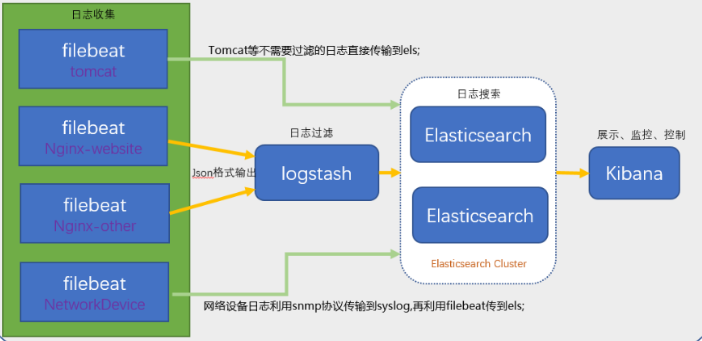 日志收集
filebeat
tomcat
Tomcat等不需要过滤的日志直接传输到els;
filebeat
Nginx-website
Json格式输出
filebeat
Nginx-other
filebeat
NetworkDevice
网络设备日志利用snmp协议传输到syslog,再利用filebeat传到els;
日志过滤
logstash
日志搜索
Elasticsearch
Elasticsearch
Elasticsearch Cluster
展示、监控、控制
Kibana